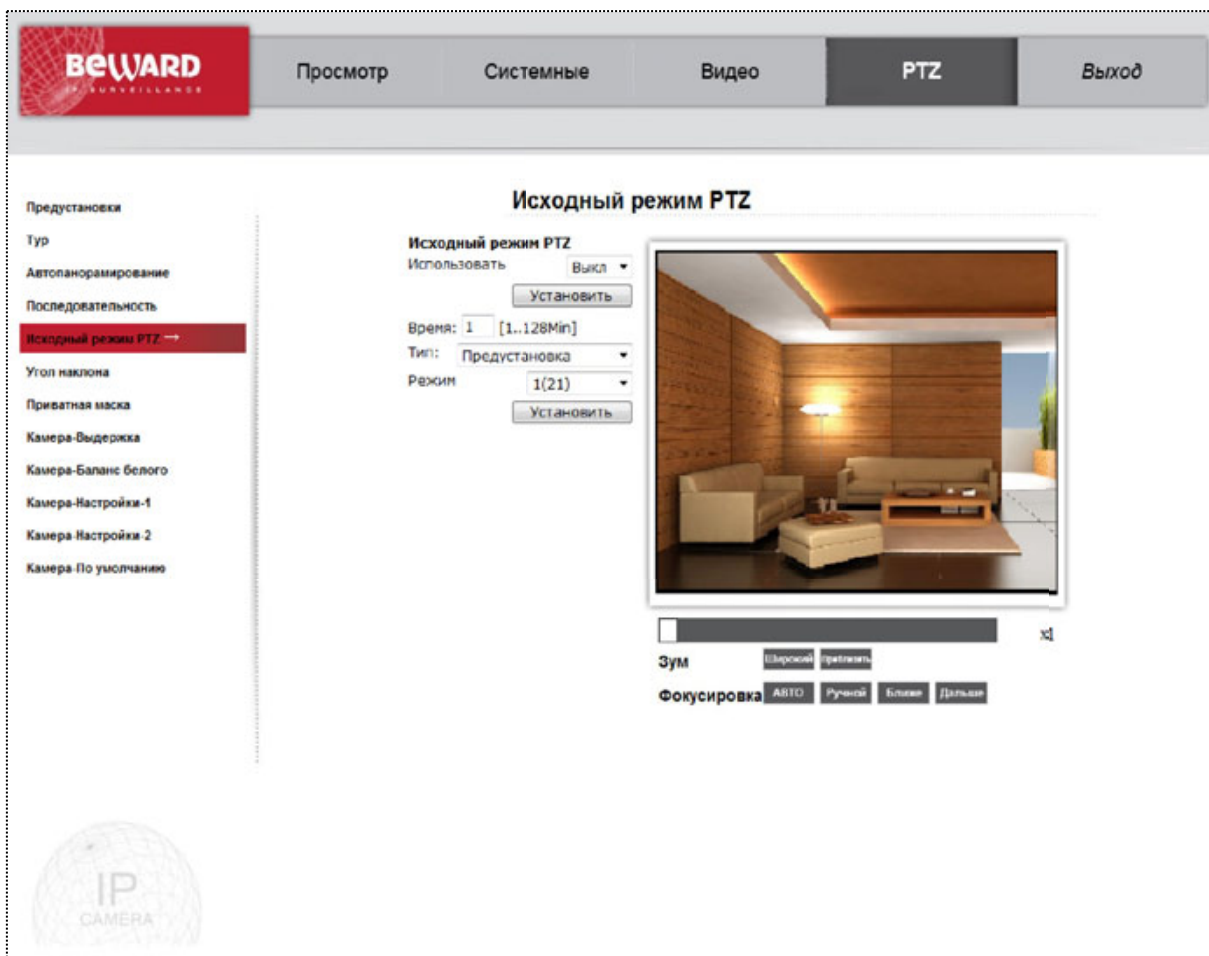 BEWARD
IP SURVEILLANCE
Просмотр
Системные
Видео
PTZ
Выход
Предустановки
Тур
Автопанорамирование
Последовательность
Исходный режим PTZ →
Угол наклона
Приватная маска
Камера-Выдержка
Камера-Баланс белого
Камера-Настройки-1
Камера-Настройки-2
Камера-По умолчанию
Исходный режим PTZ
Исходный режим PTZ
Использовать Выкл
Установить
Время: 1 [1..128Min]
Тип: Предустановка
Режим 1(21)
Установить
x1
Зум Широкий Приблизить
Фокусировка АВТО Ручной Ближе Дальше
IP
CAMERA